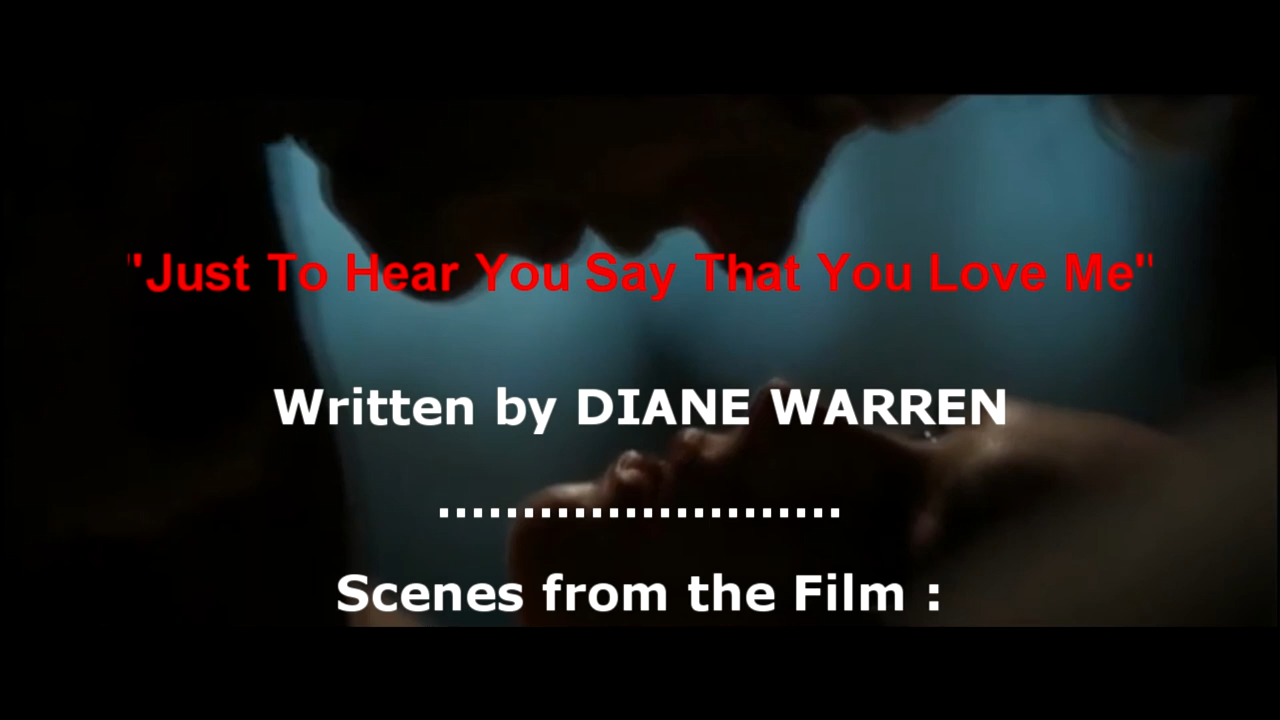 "Just To Hear You Say That You Love Me"
Written by DIANE WARREN
........................
Scenes from the Film :